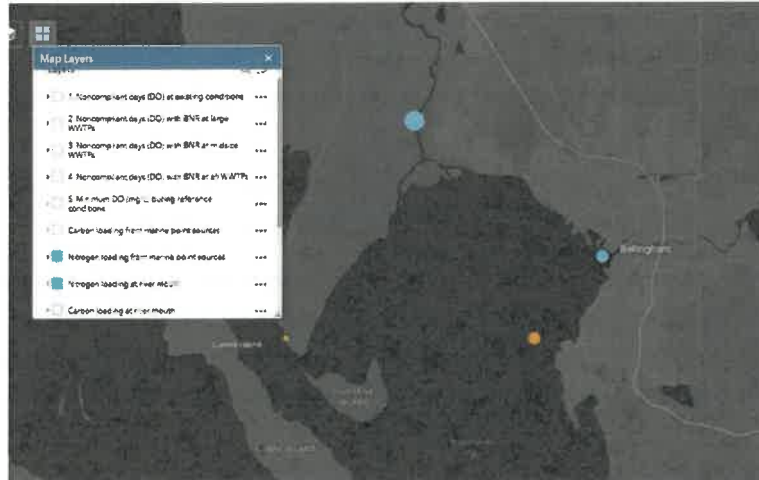 Map Layers
Layers
1. Noncompliant days (DO) at existing conditions
2. Noncompliant days (DO) with BNR at large
WWTPs
3. Noncompliant days (DO) with BNR at midsize
WWTPs
4. Noncompliant days (DO) with BNR at all WWTPs
5. Minimum DO (mg/L) during reference
conditions
Carbon loading from marine point sources
Nitrogen loading from marine point sources
Nitrogen loading at river mouth
Carbon loading at river mouth
Bellingham